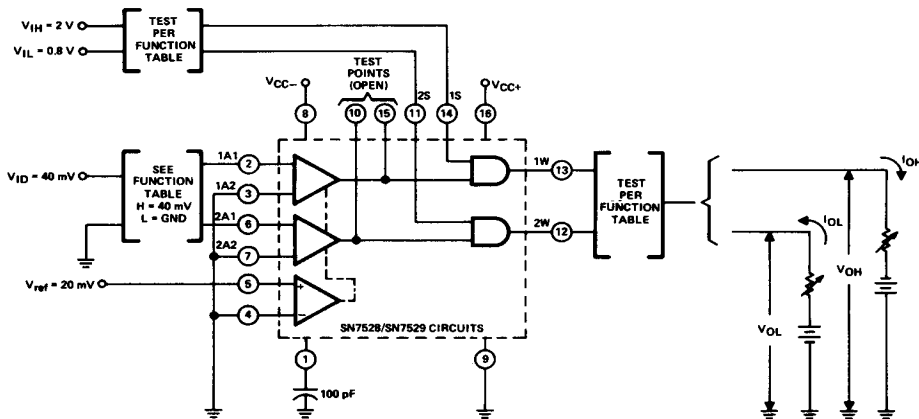 VIH = 2 V
VIL = 0.8 V
TEST
PER
FUNCTION
TABLE
TEST
POINTS
(OPEN)
VCC−
VCC+
2S
1S
8
10
15
11
14
16
VID = 40 mV
SEE
FUNCTION
TABLE
H = 40 mV
L = GND
1A1
2
1A2
3
2A1
6
2A2
7
Vref = 20 mV
5
4
+
−
1W
13
2W
12
TEST
PER
FUNCTION
TABLE
IOH
IOL
VOH
VOL
SN7528/SN7529 CIRCUITS
1
9
100 pF